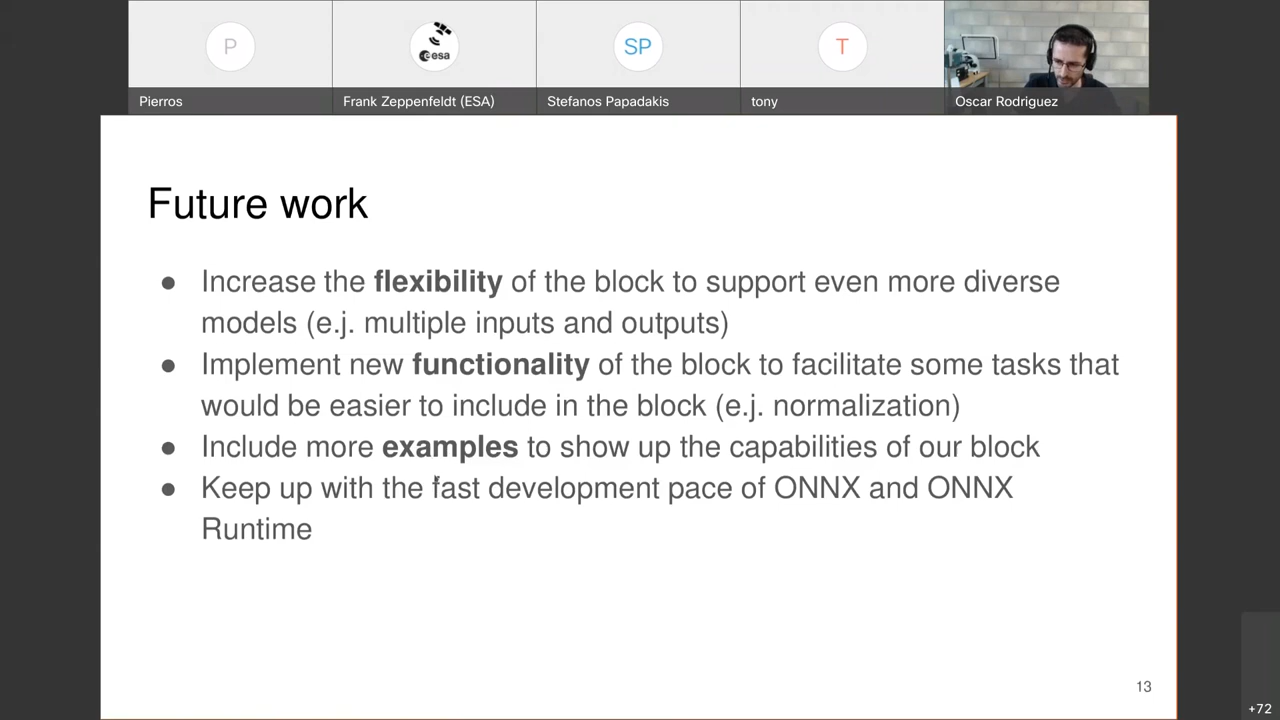 P
esa
SP
T
Pierros
Frank Zeppenfeldt (ESA)
Stefanos Papadakis
tony
Oscar Rodriguez
Future work
● Increase the flexibility of the block to support even more diverse
models (e.j. multiple inputs and outputs)
● Implement new functionality of the block to facilitate some tasks that
would be easier to include in the block (e.j. normalization)
● Include more examples to show up the capabilities of our block
● Keep up with the fast development pace of ONNX and ONNX
Runtime
13
+72